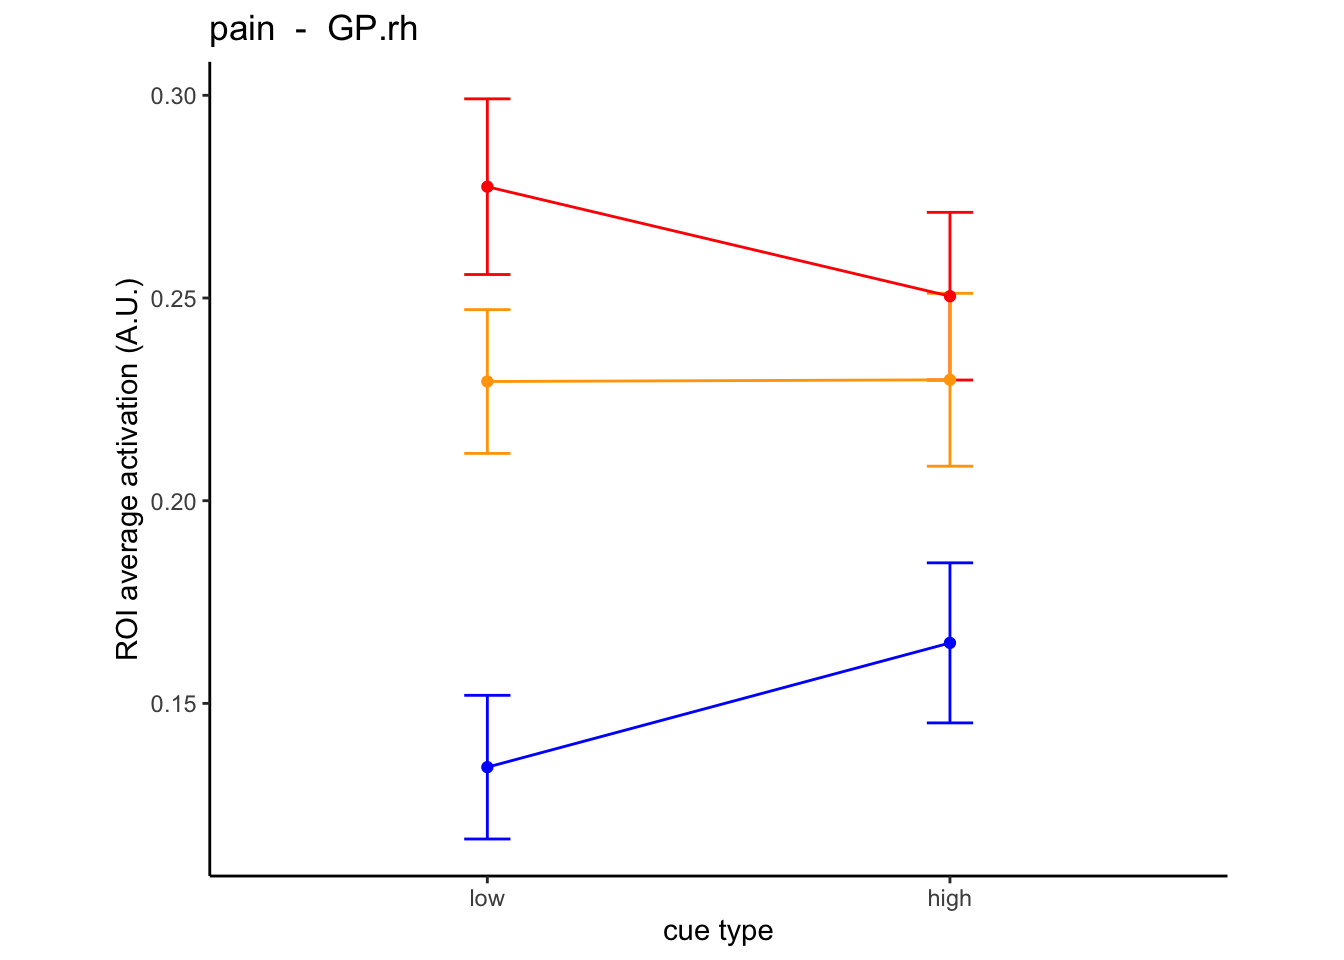 pain - GP.rh
0.30
0.25
0.20
0.15
ROI average activation (A.U.)
low
high
cue type